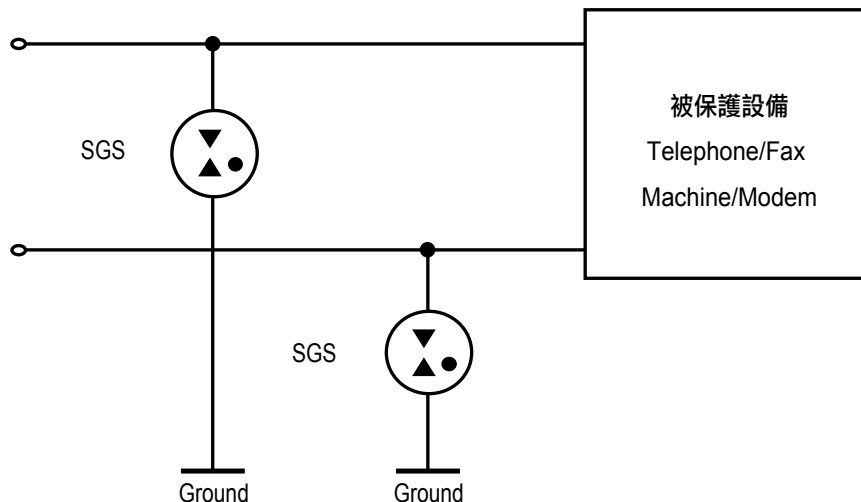 被保護設備
Telephone/Fax
Machine/Modem
SGS
SGS
Ground
Ground